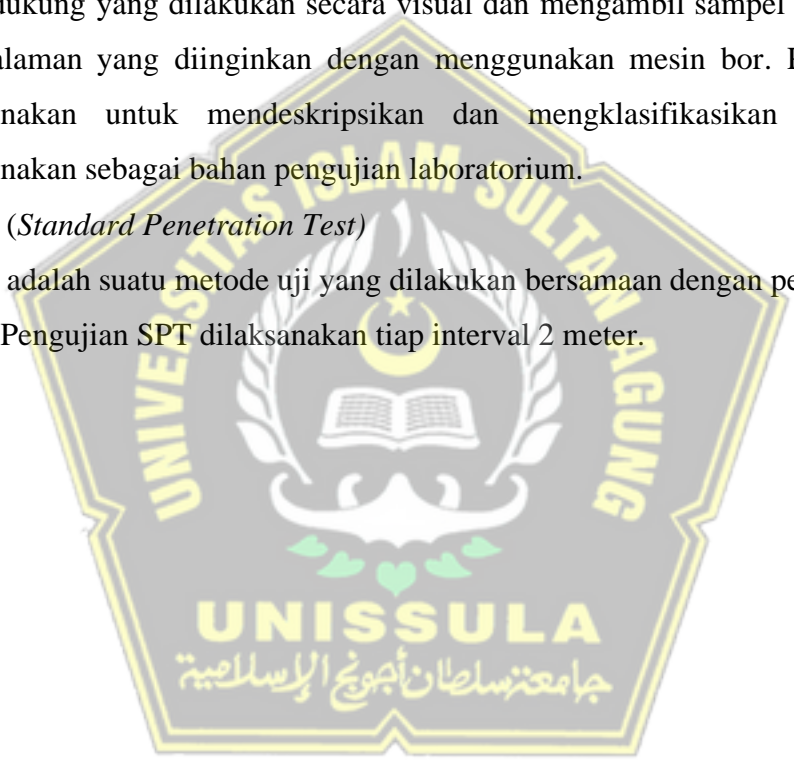 dukung yang dilakukan secara visual dan mengambil sampel
alaman yang diinginkan dengan menggunakan mesin bor.
nakan untuk mendeskripsikan dan mengklasifikasikan
nakan sebagai bahan pengujian laboratorium.
(Standard Penetration Test)
adalah suatu metode uji yang dilakukan bersamaan dengan pe
Pengujian SPT dilaksanakan tiap interval 2 meter.
UNIVERSITAS ISLAM SULTAN AGUNG
UNISSULA
جامعة سلطان أجونج الإسلامية